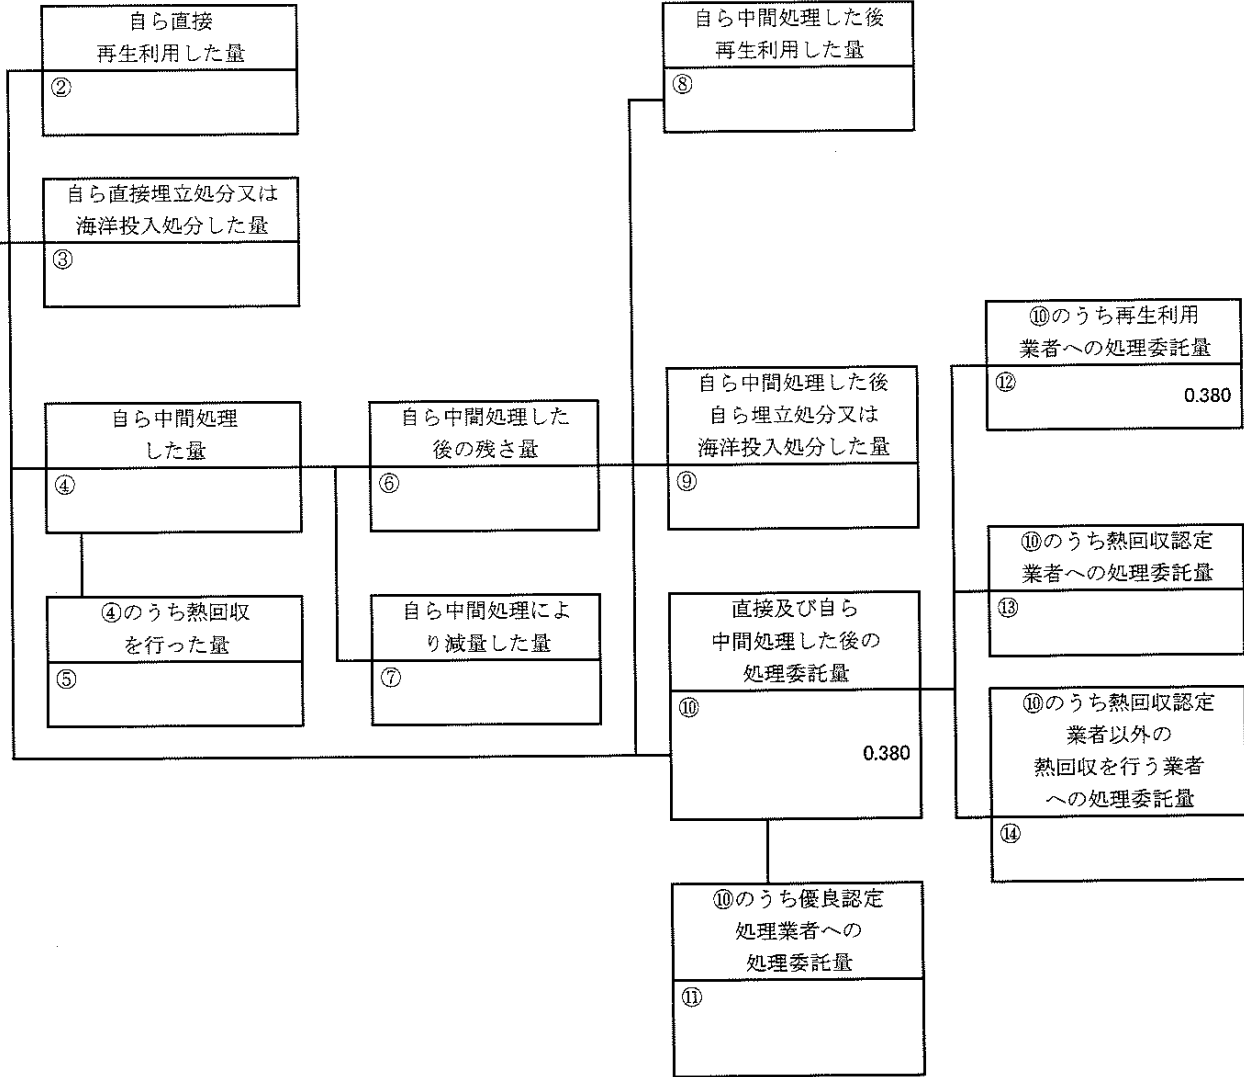 自ら直接
再生利用した量
②
自ら直接埋立処分又は
海洋投入処分した量
③
自ら中間処理
した量
④
④のうち熱回収
を行った量
⑤
自ら中間処理した
後の残さ量
⑥
自ら中間処理によ
り減量した量
⑦
自ら中間処理した後
再生利用した量
⑧
自ら中間処理した後
自ら埋立処分又は
海洋投入処分した量
⑨
直接及び自ら
中間処理した後の
処理委託量
⑩
0.380
⑩のうち優良認定
処理業者への
処理委託量
⑪
⑩のうち再生利用
業者への処理委託量
⑫
0.380
⑩のうち熱回収認定
業者への処理委託量
⑬
⑩のうち熱回収認定
業者以外の
熱回収を行う業者
への処理委託量
⑭